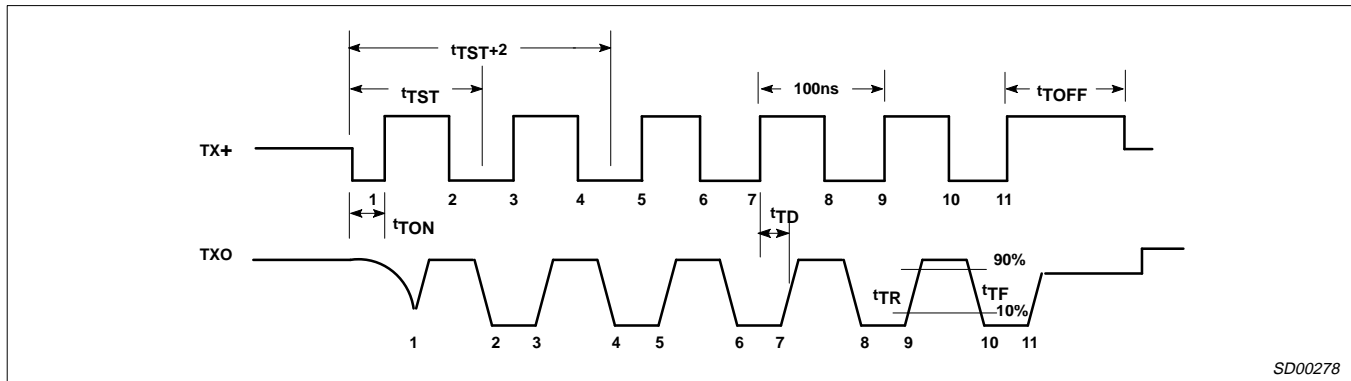 tTST+2
tTST
100ns
tTOFF
TX+
1 2 3 4 5 6 7 8 9 10 11
tTON
tTD
TXO
90%
tTR
tTF
10%
1 2 3 4 5 6 7 8 9 10 11
SD00278